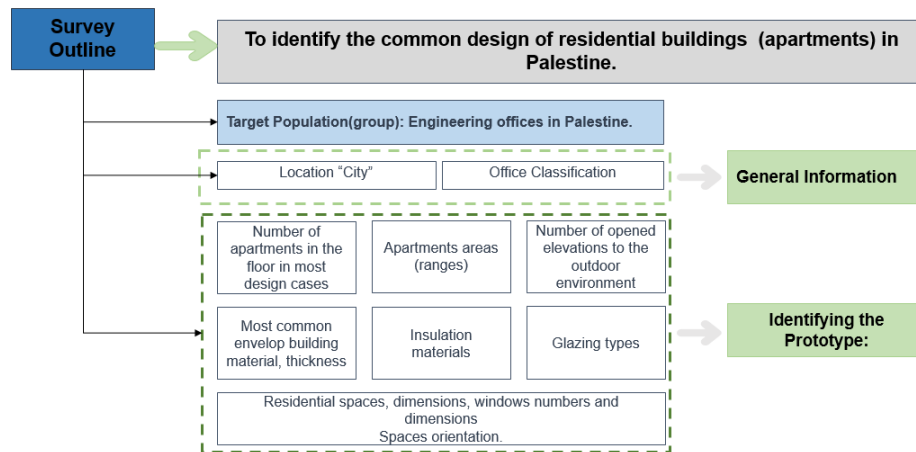 Survey
Outline
To identify the common design of residential buildings (apartments) in
Palestine.
Target Population(group): Engineering offices in Palestine.
Location “City”
Office Classification
General Information
Number of
apartments in the
floor in most
design cases
Apartments areas
(ranges)
Number of opened
elevations to the
outdoor
environment
Most common
envelop building
material, thickness
Insulation
materials
Glazing types
Identifying the
Prototype:
Residential spaces, dimensions, windows numbers and
dimensions
Spaces orientation.